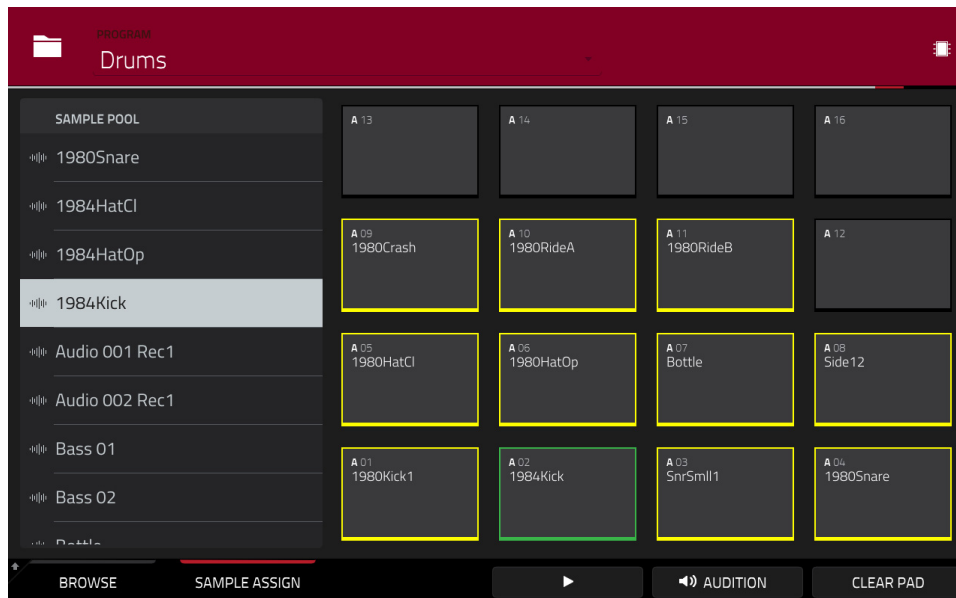 PROGRAM
Drums
SAMPLE POOL
1980Snare
1984HatCl
1984HatOp
1984Kick
Audio 001 Rec1
Audio 002 Rec1
Bass 01
Bass 02
Bottle
A 13
A 14
A 15
A 16
A 09
1980Crash
A 10
1980RideA
A 11
1980RideB
A 12
A 05
1980HatCl
A 06
1980HatOp
A 07
Bottle
A 08
Side12
A 01
1980Kick1
A 02
1984Kick
A 03
SnrSmll1
A 04
1980Snare
BROWSE
SAMPLE ASSIGN
AUDITION
CLEAR PAD